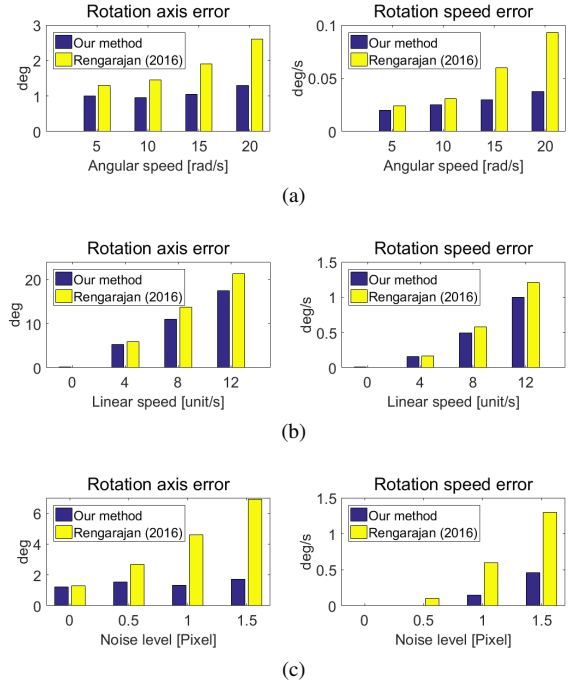 Rotation axis error
3
2
1
0
deg
Our method
Rengarajan (2016)
5 10 15 20
Angular speed [rad/s]
Rotation speed error
0.1
0.05
0
deg/s
Our method
Rengarajan (2016)
5 10 15 20
Angular speed [rad/s]
(a)
Rotation axis error
20
10
0
deg
Our method
Rengarajan (2016)
0 4 8 12
Linear speed [unit/s]
Rotation speed error
1.5
1
0.5
0
deg/s
Our method
Rengarajan (2016)
0 4 8 12
Linear speed [unit/s]
(b)
Rotation axis error
6
4
2
0
deg
Our method
Rengarajan (2016)
0 0.5 1 1.5
Noise level [Pixel]
Rotation speed error
1.5
1
0.5
0
deg/s
Our method
Rengarajan (2016)
0 0.5 1 1.5
Noise level [Pixel]
(c)